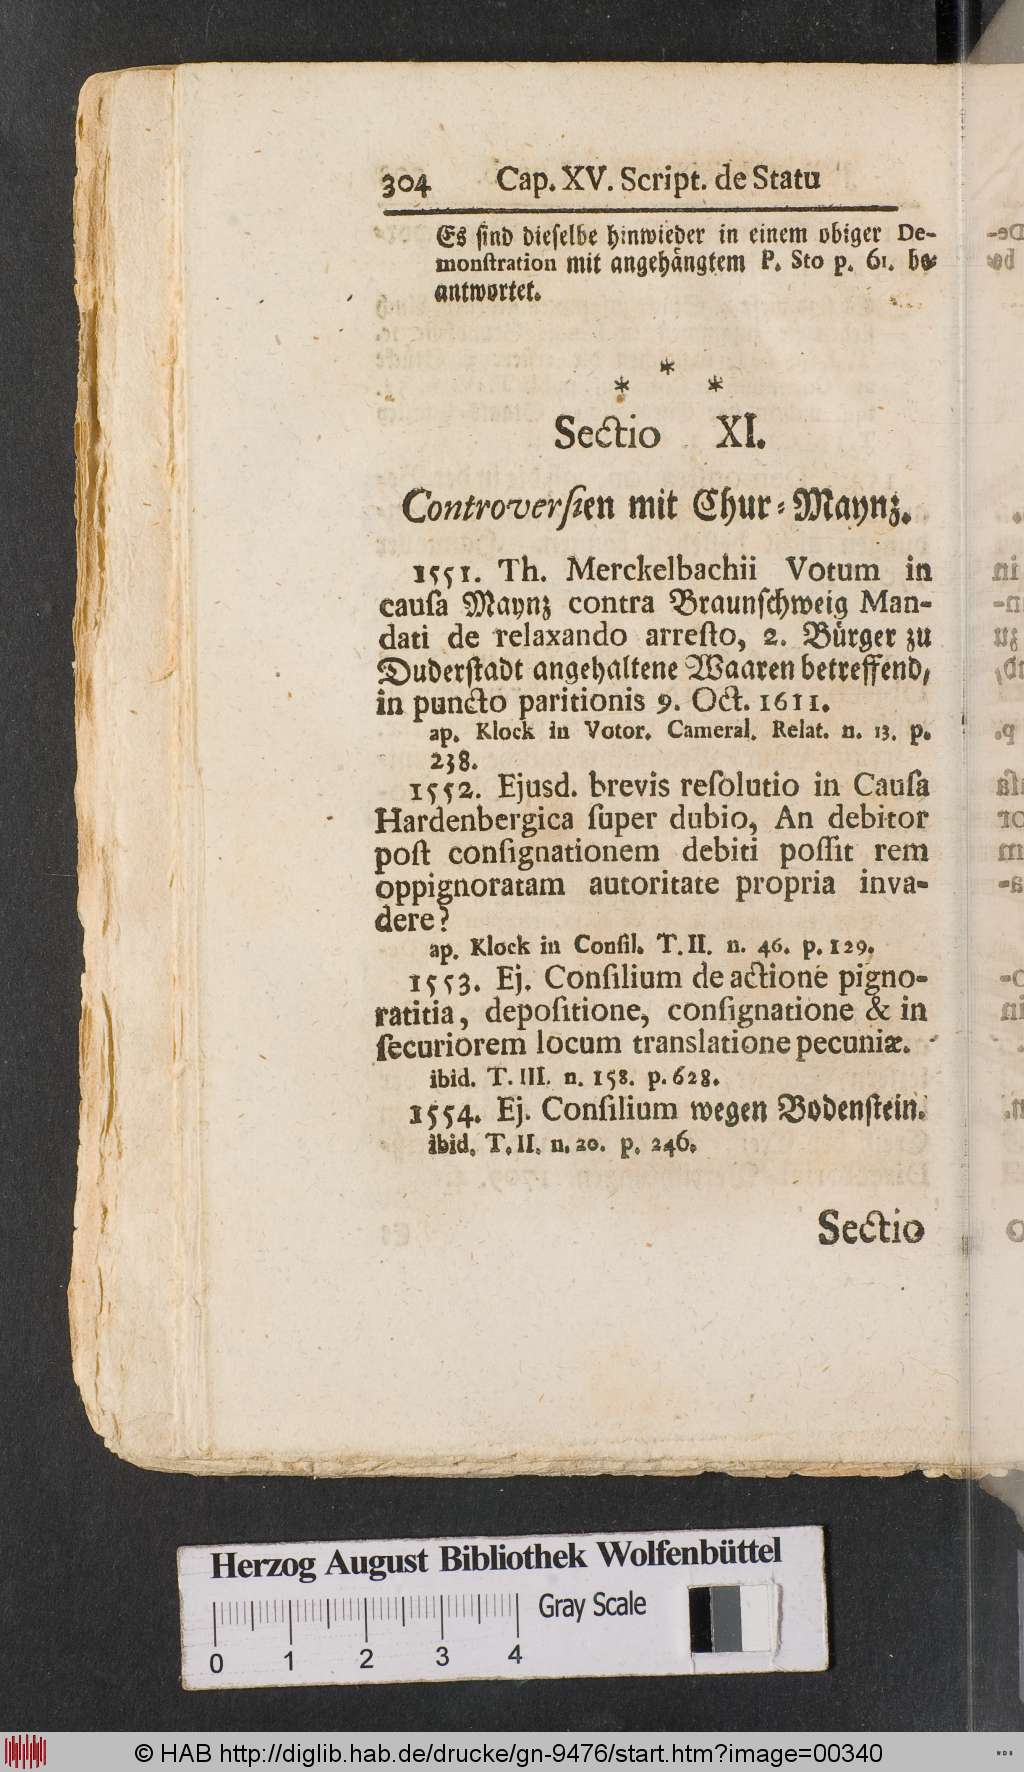 304 Cap. XV. Script. de Statu
Es sind dieselbe hinwieder in einem obiger De-
monſtration mit angehängtem P. Sto p. 61. be-
antwortet.
* * *
Sectio XI.
Controverſien mit Chur-Maynz.
1551. Th. Merckelbachii Votum in
cauſa Maynz contra Braunſchweig Man-
dati de relaxando arreſto, 2. Bürger zu
Duderſtadt angehaltene Waaren betreffend,
in puncto paritionis 9. Oct. 1611.
ap. Klock in Votor. Cameral. Relat. n. 13. p.
238.
1552. Ejusd. brevis reſolutio in Cauſa
Hardenbergica ſuper dubio, An debitor
poſt conſignationem debiti poſſit rem
oppignoratam autoritate propria inva-
dere?
ap. Klock in Conſil. T. II. n. 46. p. 129.
1553. Ej. Conſilium de actione pigno-
ratitia, depoſitione, conſignatione & in
ſecuriorem locum translatione pecuniæ.
ibid. T. III. n. 158. p. 628.
1554. Ej. Conſilium wegen Bodenſtein.
ibid. T. II. n. 20. p. 246.
Sectio
Herzog August Bibliothek Wolfenbüttel
Gray Scale
0 1 2 3 4
© HAB http://diglib.hab.de/drucke/gn-9476/start.htm?image=00340